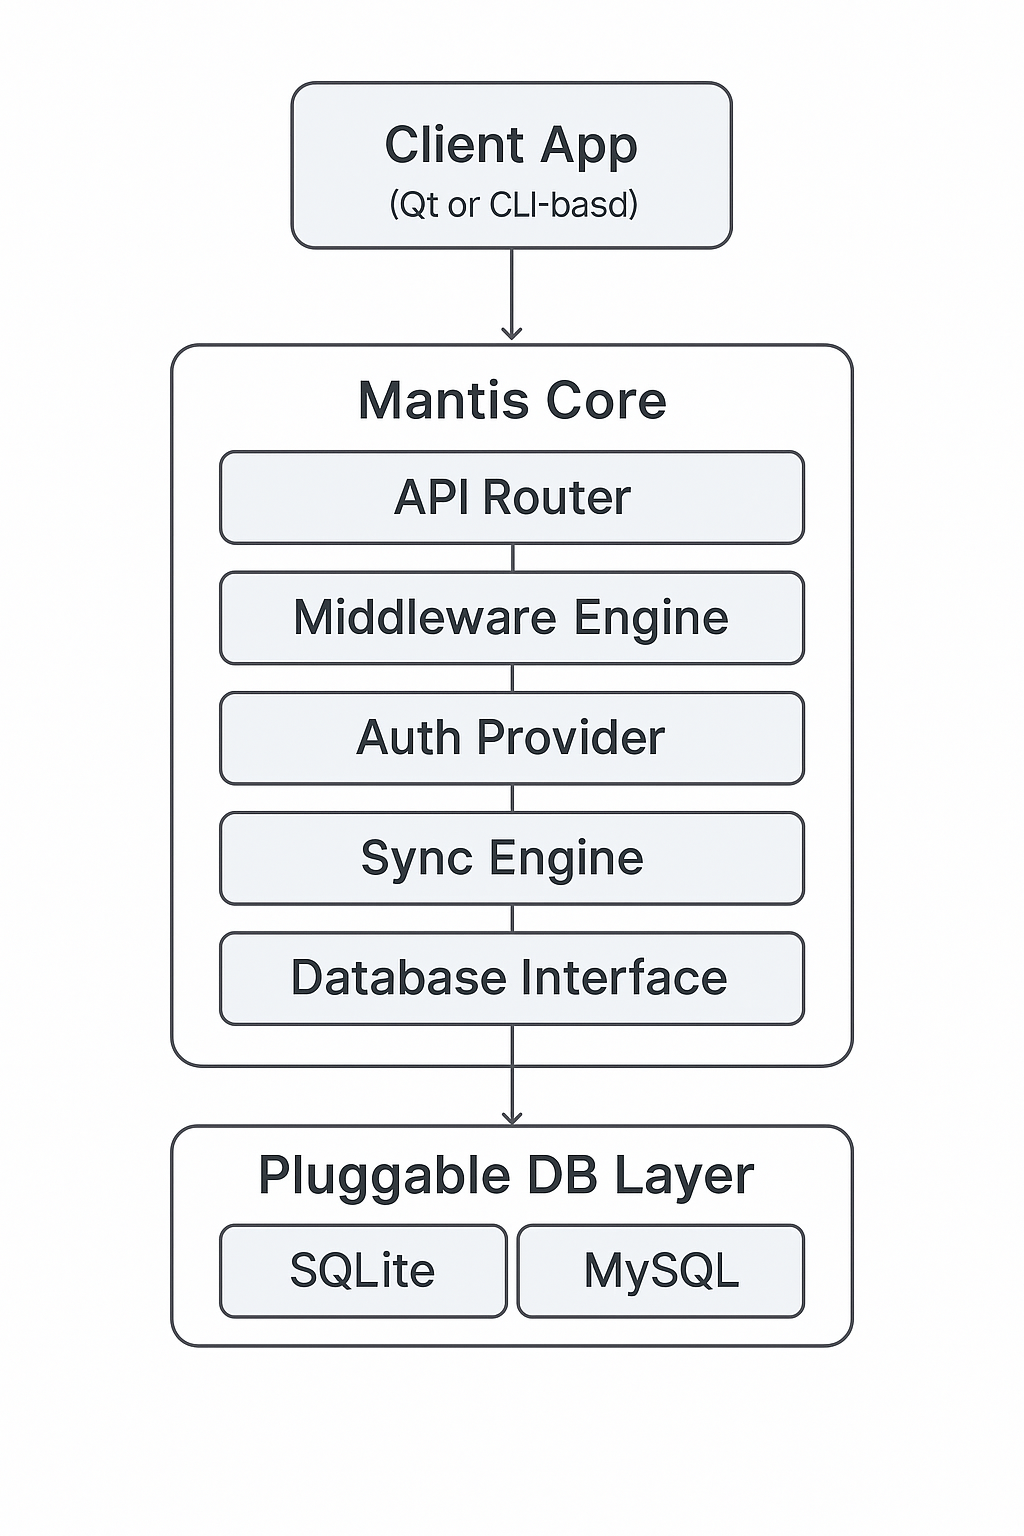 Client App
(Qt or CLI-basd)
Mantis Core
API Router
Middleware Engine
Auth Provider
Sync Engine
Database Interface
Pluggable DB Layer
SQLite
MySQL